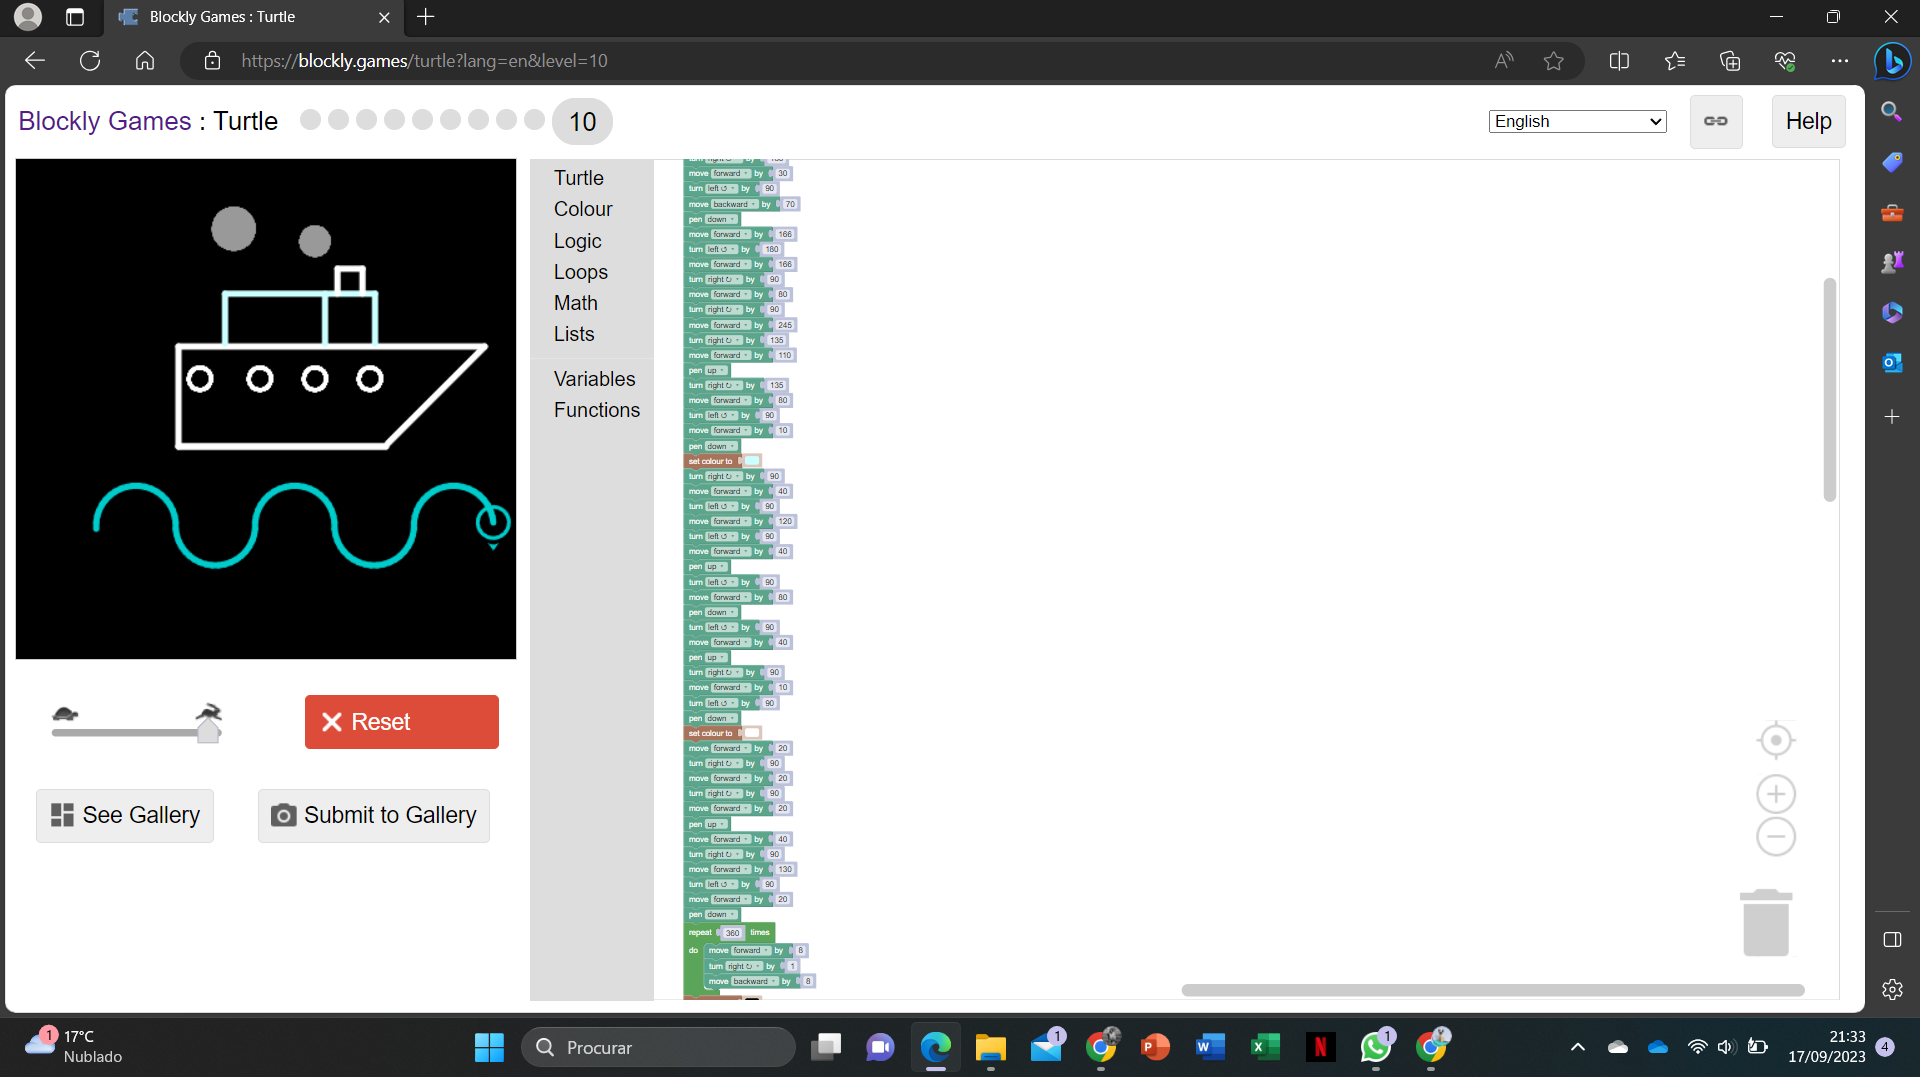 Blockly Games : Turtle
https://blockly.games/turtle?lang=en&level=10
Blockly Games : Turtle
10
English
Help
Turtle
Colour
Logic
Loops
Math
Lists
Variables
Functions
move forward by 30
turn left ↺ by 90
move backward by 70
pen down
move forward by 166
turn left ↺ by 180
move forward by 166
turn right ↻ by 90
move forward by 80
turn right ↻ by 90
move forward by 245
turn right ↻ by 135
move forward by 110
pen up
turn right ↻ by 135
move forward by 80
turn left ↺ by 90
move forward by 10
pen down
set colour to
turn right ↻ by 90
move forward by 40
turn left ↺ by 90
move forward by 120
turn left ↺ by 90
move forward by 40
pen up
turn left ↺ by 90
move forward by 80
pen down
turn left ↺ by 90
move forward by 40
pen up
turn right ↻ by 90
move forward by 10
turn left ↺ by 90
pen down
set colour to
move forward by 20
turn right ↻ by 90
move forward by 20
turn right ↻ by 90
move forward by 20
pen up
move forward by 40
turn right ↻ by 90
move forward by 130
turn left ↺ by 90
move forward by 20
pen down
repeat 360 times
do move forward by 8
turn right ↻ by 1
move backward by 8
Reset
See Gallery
Submit to Gallery
1
17°C
Nublado
Procurar
1
1
21:33
17/09/2023
4